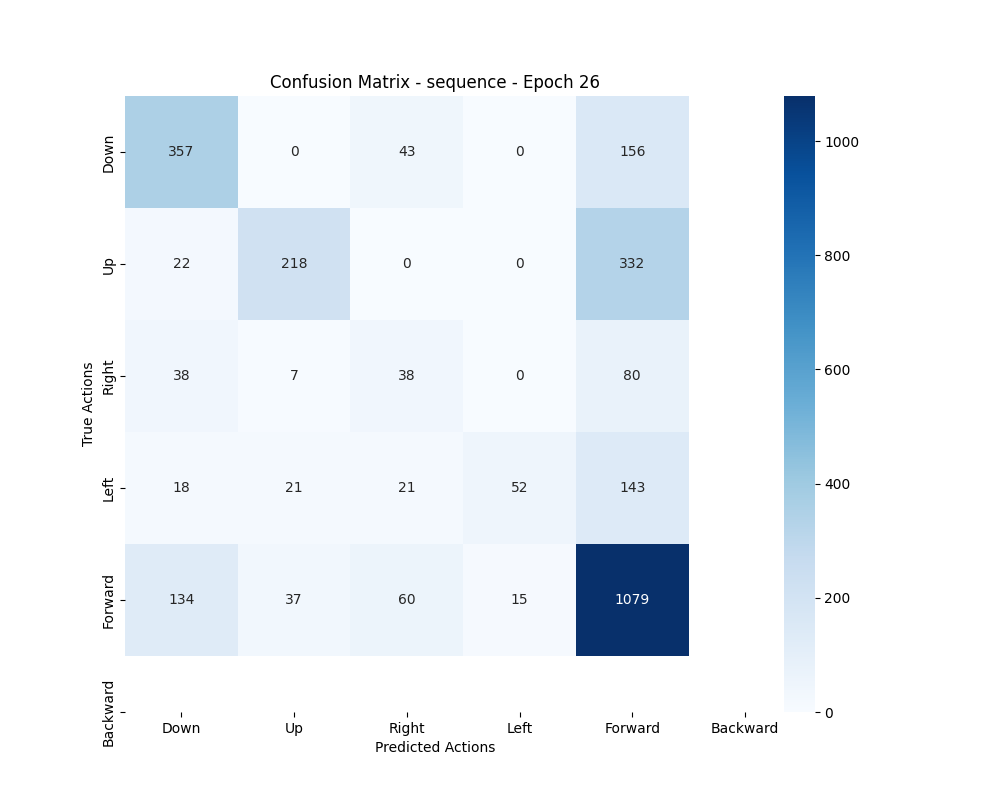 Confusion Matrix - sequence - Epoch 26
True Actions
Down 357 0 43 0 156
Up 22 218 0 0 332
Right 38 7 38 0 80
Left 18 21 21 52 143
Forward 134 37 60 15 1079
Backward
Down Up Right Left Forward Backward
Predicted Actions
1000
800
600
400
200
0